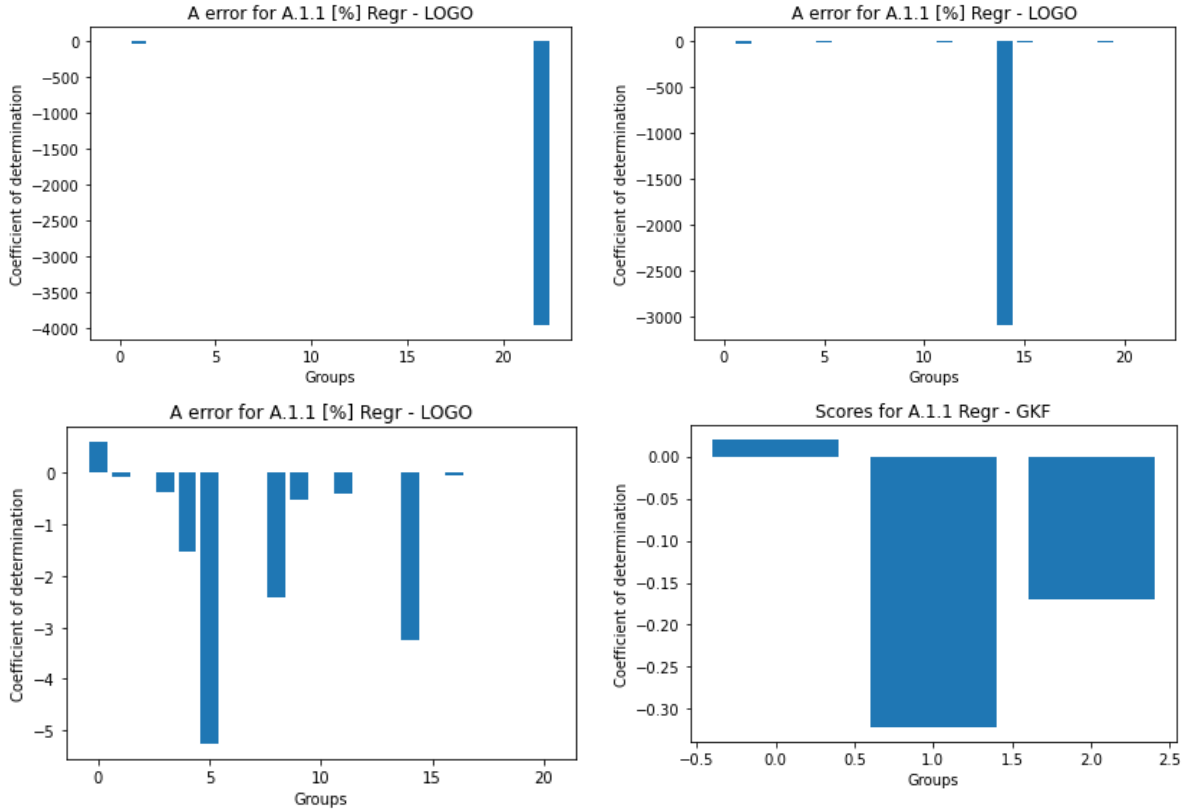 A error for A.1.1 [%] Regr - LOGO
Coefficient of determination
0
−500
−1000
−1500
−2000
−2500
−3000
−3500
−4000
0 5 10 15 20
Groups
A error for A.1.1 [%] Regr - LOGO
Coefficient of determination
0
−500
−1000
−1500
−2000
−2500
−3000
0 5 10 15 20
Groups
A error for A.1.1 [%] Regr - LOGO
Coefficient of determination
0
−1
−2
−3
−4
−5
0 5 10 15 20
Groups
Scores for A.1.1 Regr - GKF
Coefficient of determination
0.00
−0.05
−0.10
−0.15
−0.20
−0.25
−0.30
−0.5 0.0 0.5 1.0 1.5 2.0 2.5
Groups